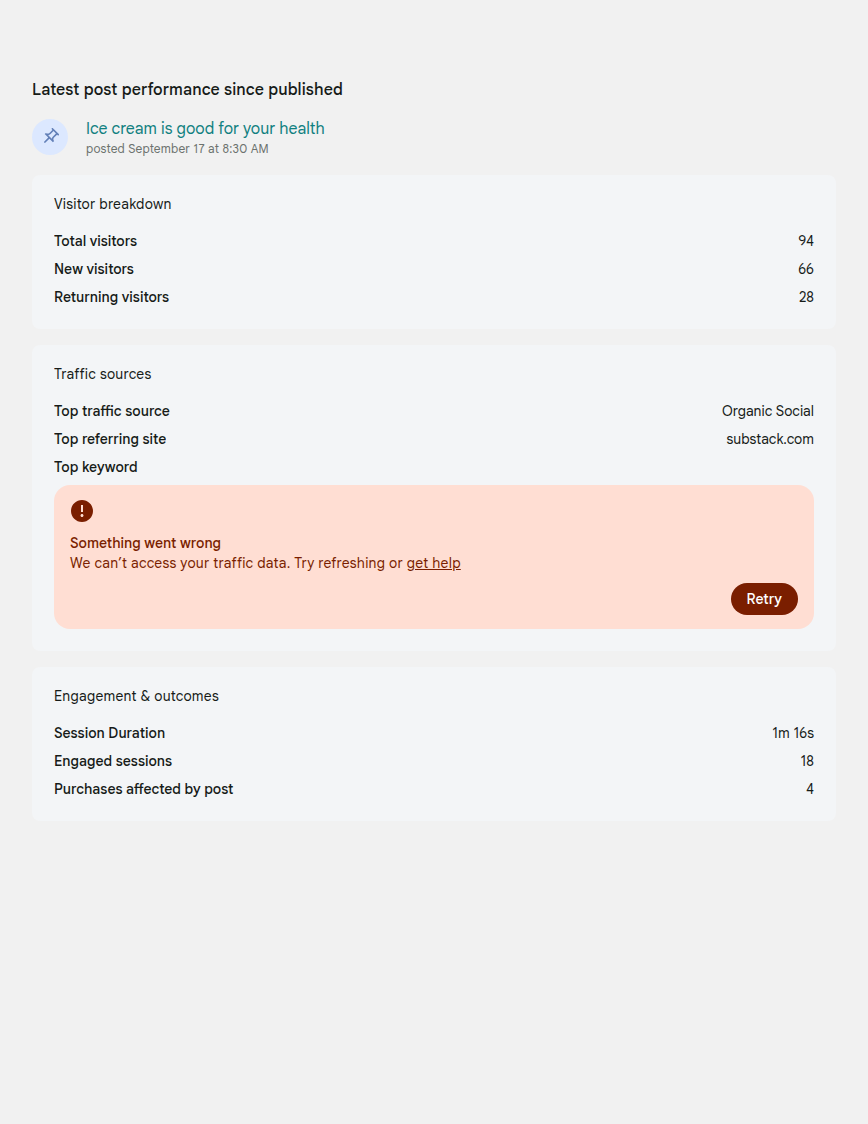 Latest post performance since published
Ice cream is good for your health
posted September 17 at 8:30 AM
Visitor breakdown
Total visitors 94
New visitors 66
Returning visitors 28
Traffic sources
Top traffic source Organic Social
Top referring site substack.com
Top keyword
Something went wrong
We can’t access your traffic data. Try refreshing or get help
Retry
Engagement & outcomes
Session Duration 1m 16s
Engaged sessions 18
Purchases affected by post 4